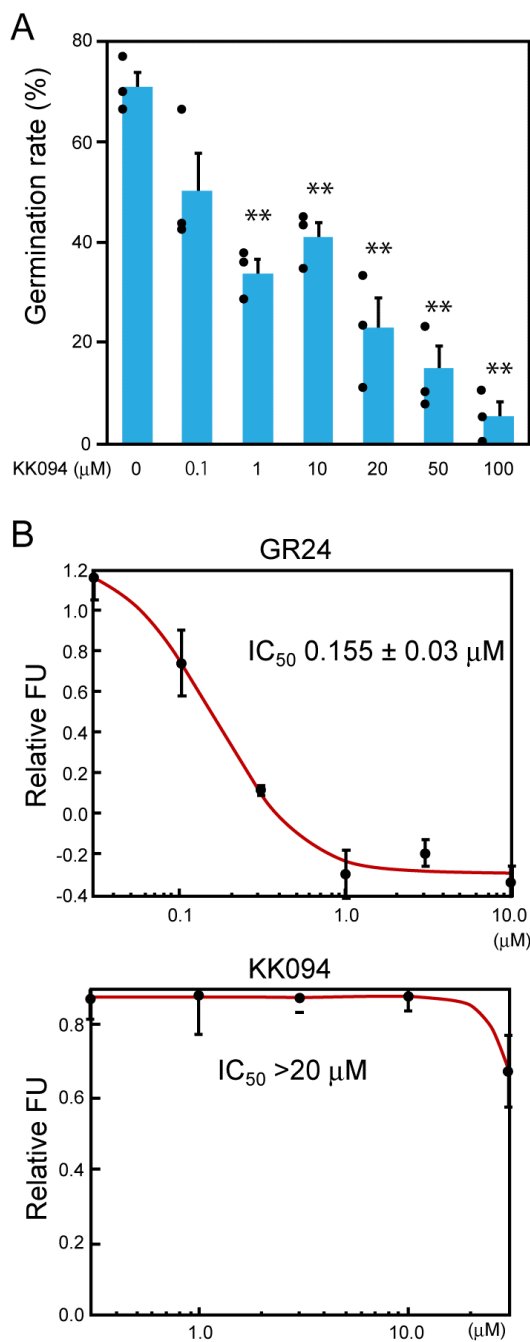 A
Germination rate (%)
80
60
40
20
0
** ** ** ** **
KK094 (μM) 0 0.1 1 10 20 50 100
B
GR24
Relative FU
1.2
1.0
0.8
0.6
0.4
0.2
0.0
-0.2
-0.4
IC50 0.155 ± 0.03 μM
0.1 1.0 10.0
(μM)
KK094
Relative FU
0.8
0.6
0.4
0.2
0.0
IC50 >20 μM
1.0 10.0 (μM)